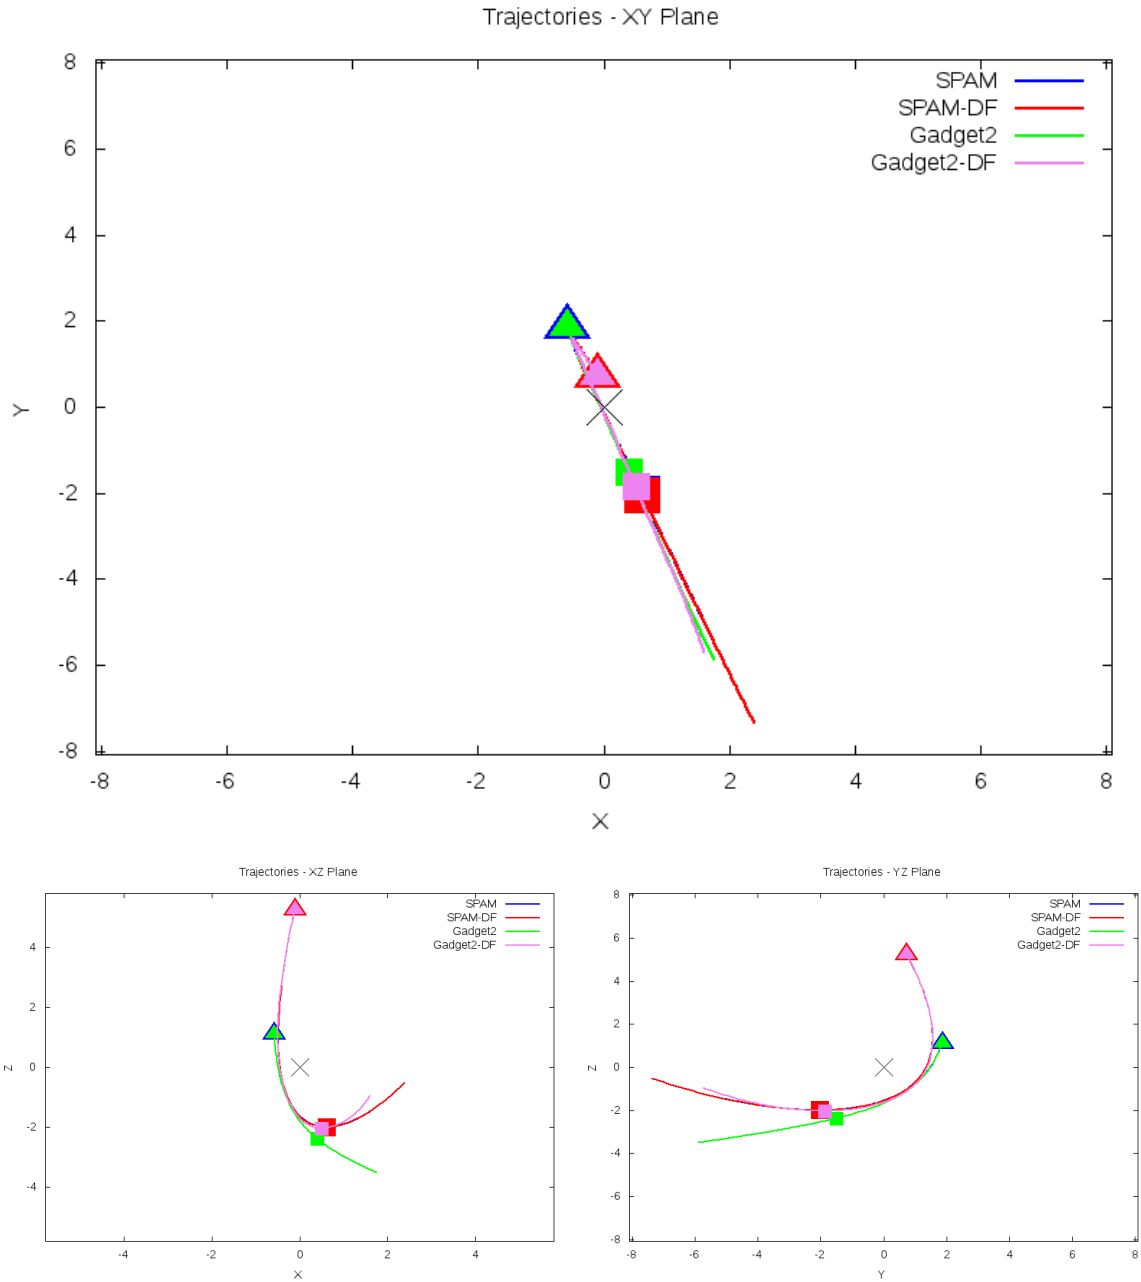 Trajectories - XY Plane
SPAM
SPAM-DF
Gadget2
Gadget2-DF
8
6
4
2
0
-2
-4
-6
-8
Y
-8 -6 -4 -2 0 2 4 6 8
X
Trajectories - XZ Plane
SPAM
SPAM-DF
Gadget2
Gadget2-DF
4
2
0
-2
-4
Z
-4 -2 0 2 4
X
Trajectories - YZ Plane
SPAM
SPAM-DF
Gadget2
Gadget2-DF
8
6
4
2
0
-2
-4
-6
-8
Z
-8 -6 -4 -2 0 2 4 6 8
Y